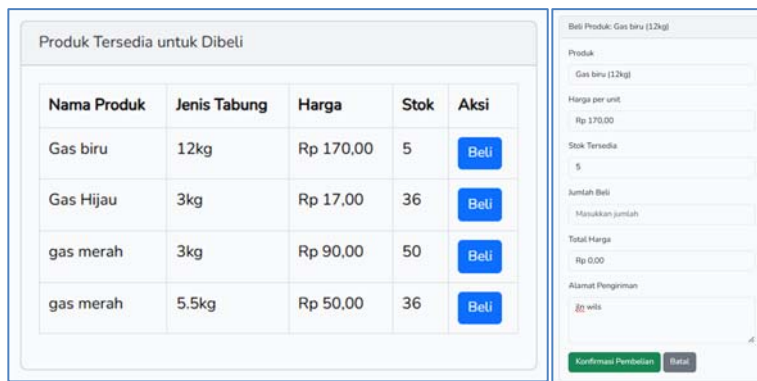 Produk Tersedia untuk Dibeli
Nama Produk Jenis Tabung Harga Stok Aksi
Gas biru 12kg Rp 170,00 5 Beli
Gas Hijau 3kg Rp 17,00 36 Beli
gas merah 3kg Rp 90,00 50 Beli
gas merah 5.5kg Rp 50,00 36 Beli
Beli Produk: Gas biru (12kg)
Produk
Gas biru (12kg)
Harga per unit
Rp 170,00
Stok Tersedia
5
Jumlah Beli
Masukkan jumlah
Total Harga
Rp 0,00
Alamat Pengiriman
jln wils
Konfirmasi Pembelian Batal